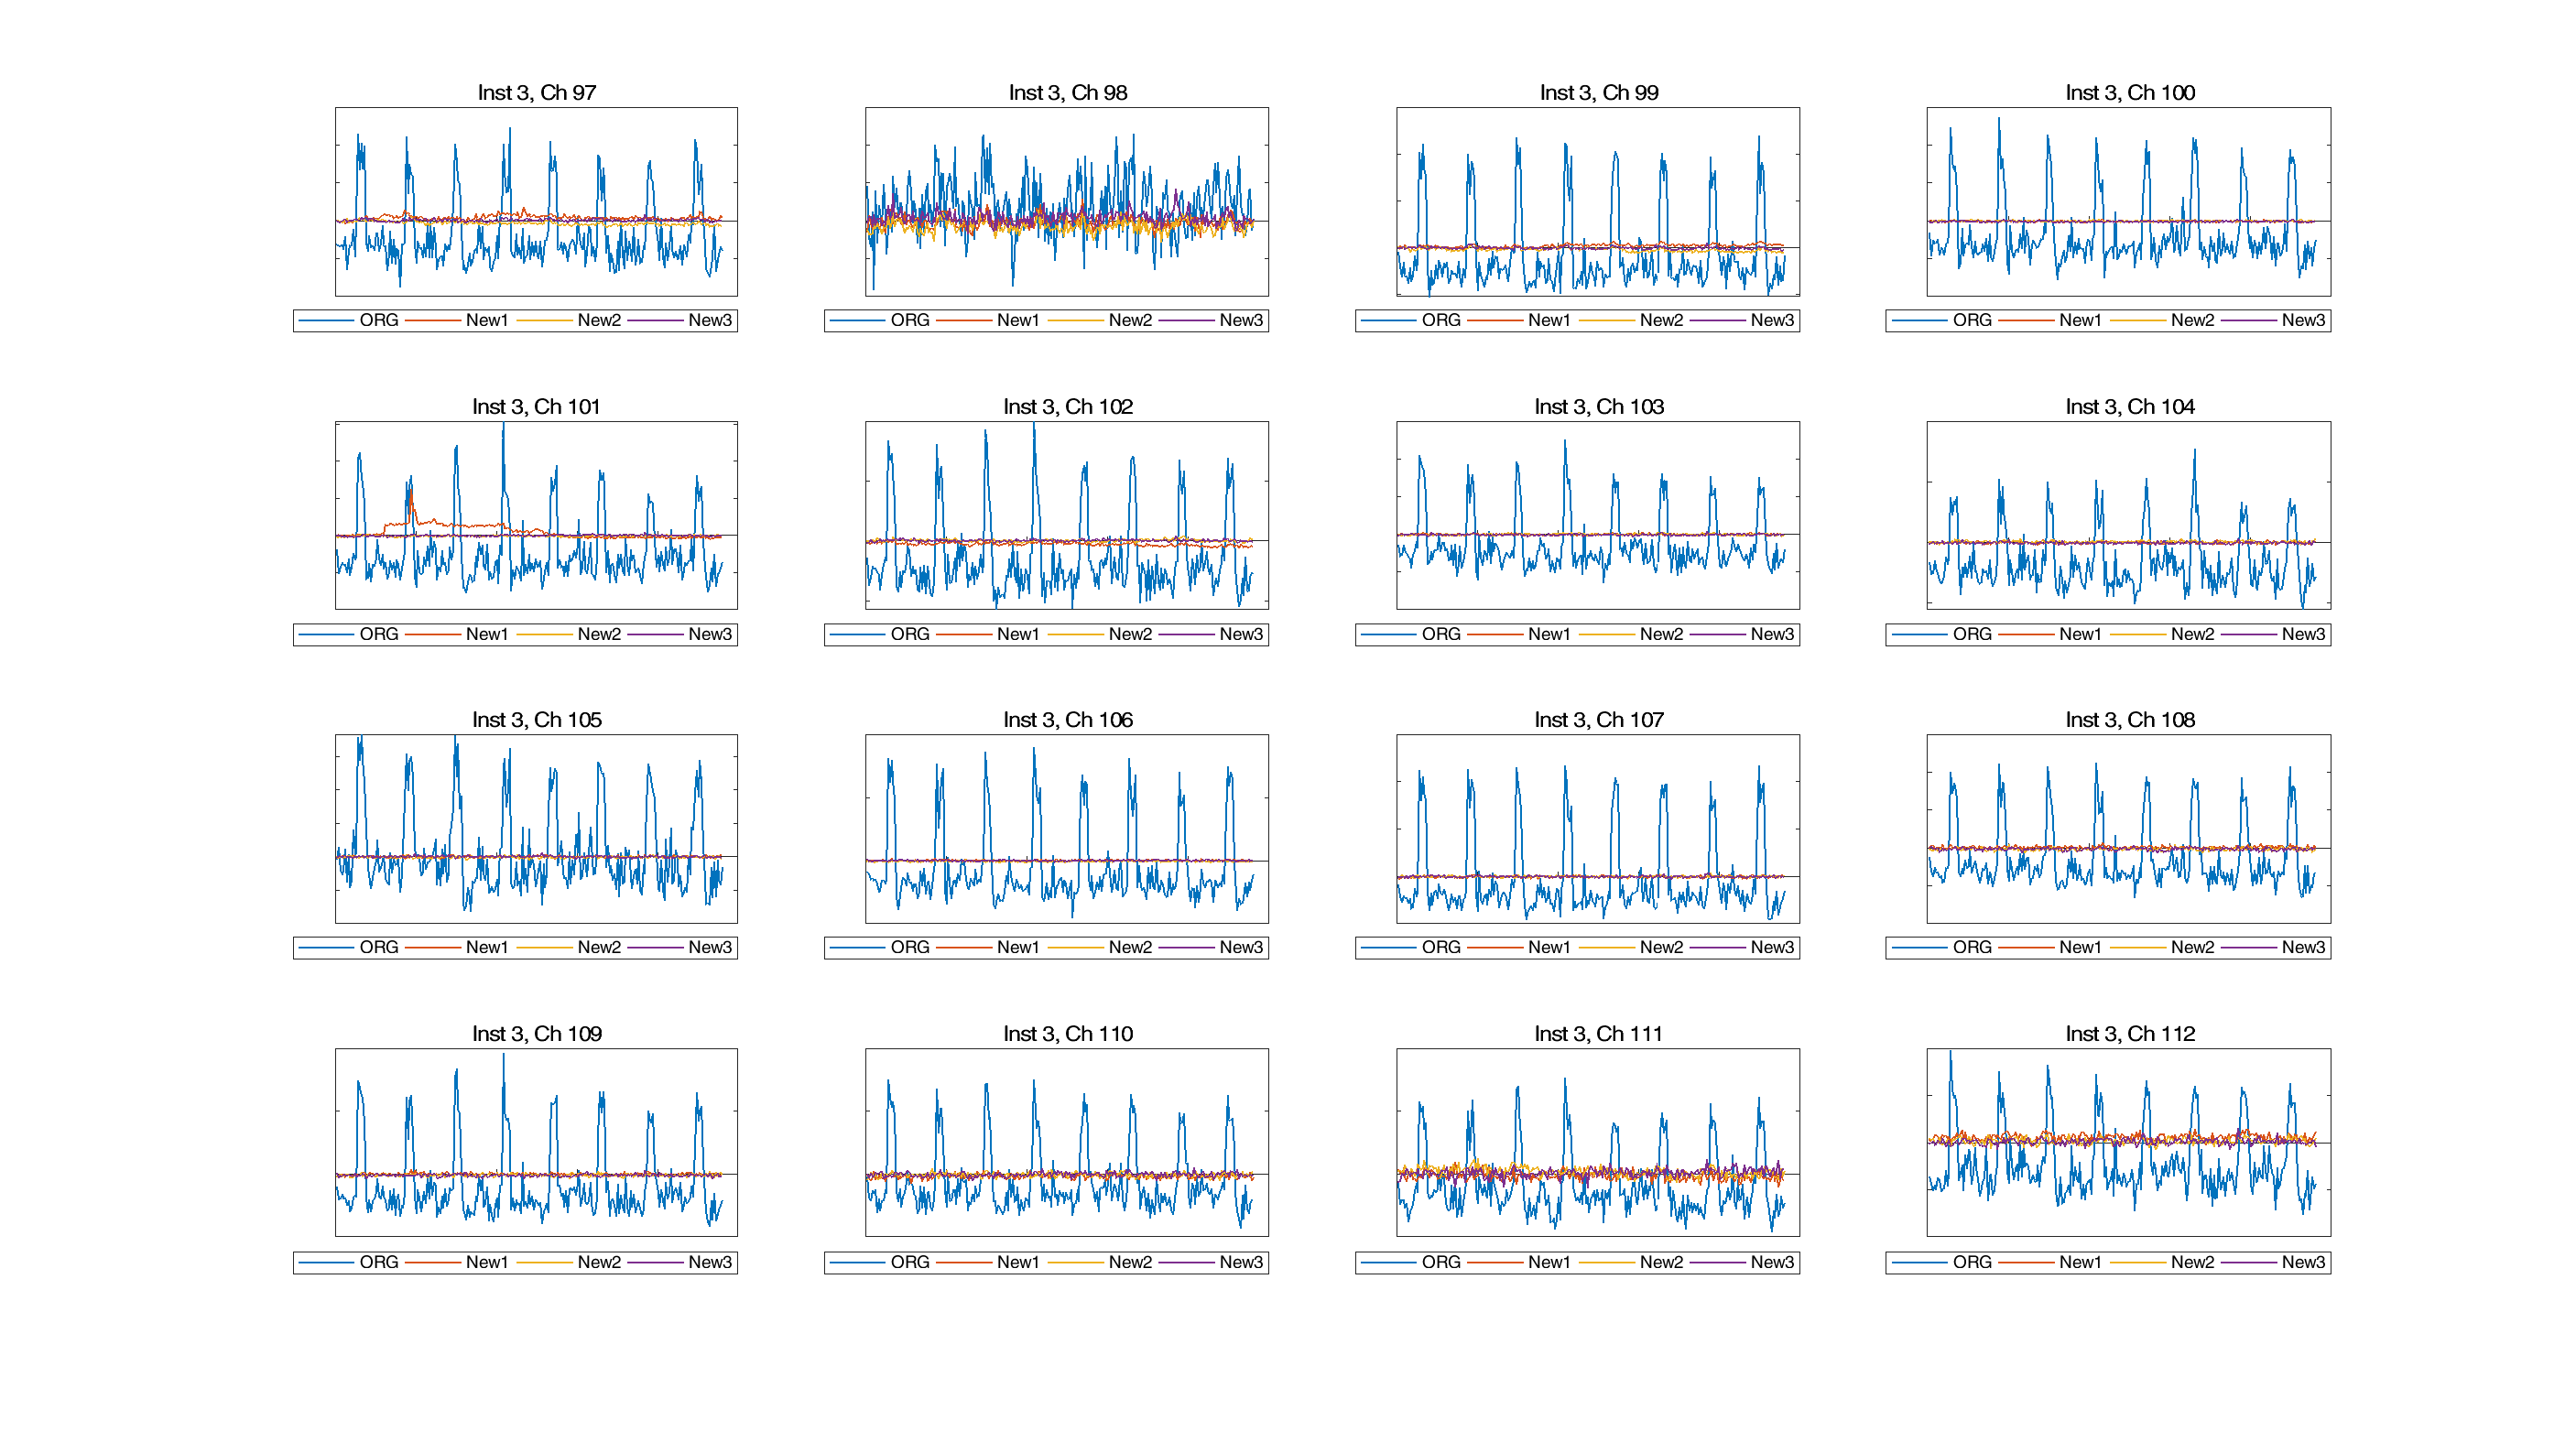 Inst 3, Ch 97
Inst 3, Ch 98
Inst 3, Ch 99
Inst 3, Ch 100
ORG New1 New2 New3
ORG New1 New2 New3
ORG New1 New2 New3
ORG New1 New2 New3
Inst 3, Ch 101
Inst 3, Ch 102
Inst 3, Ch 103
Inst 3, Ch 104
ORG New1 New2 New3
ORG New1 New2 New3
ORG New1 New2 New3
ORG New1 New2 New3
Inst 3, Ch 105
Inst 3, Ch 106
Inst 3, Ch 107
Inst 3, Ch 108
ORG New1 New2 New3
ORG New1 New2 New3
ORG New1 New2 New3
ORG New1 New2 New3
Inst 3, Ch 109
Inst 3, Ch 110
Inst 3, Ch 111
Inst 3, Ch 112
ORG New1 New2 New3
ORG New1 New2 New3
ORG New1 New2 New3
ORG New1 New2 New3